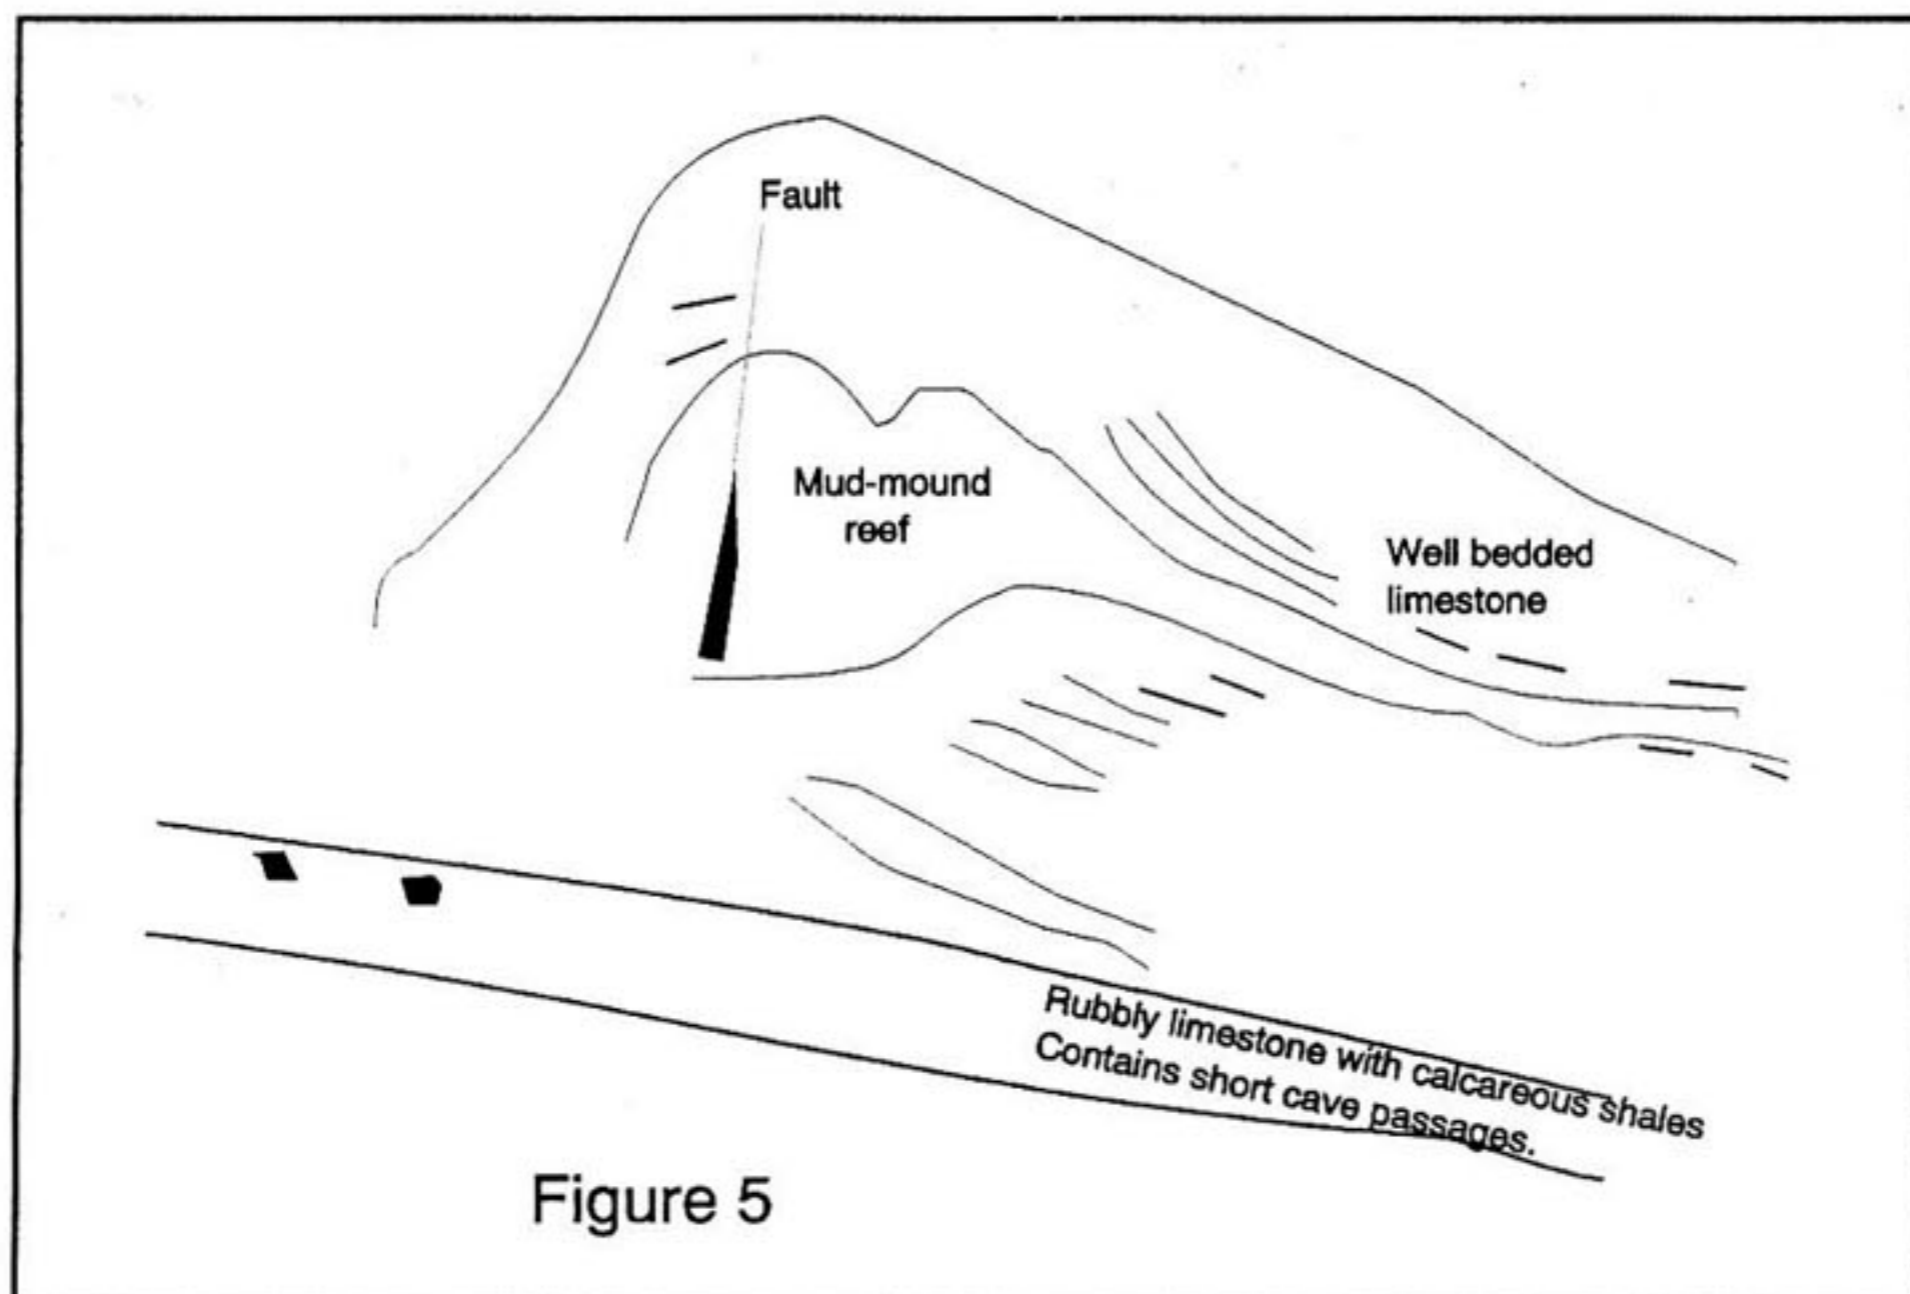 Fault
Mud-mound
reef
Well bedded
limestone
Rubbly limestone with calcareous shales
Contains short cave passages.
Figure 5